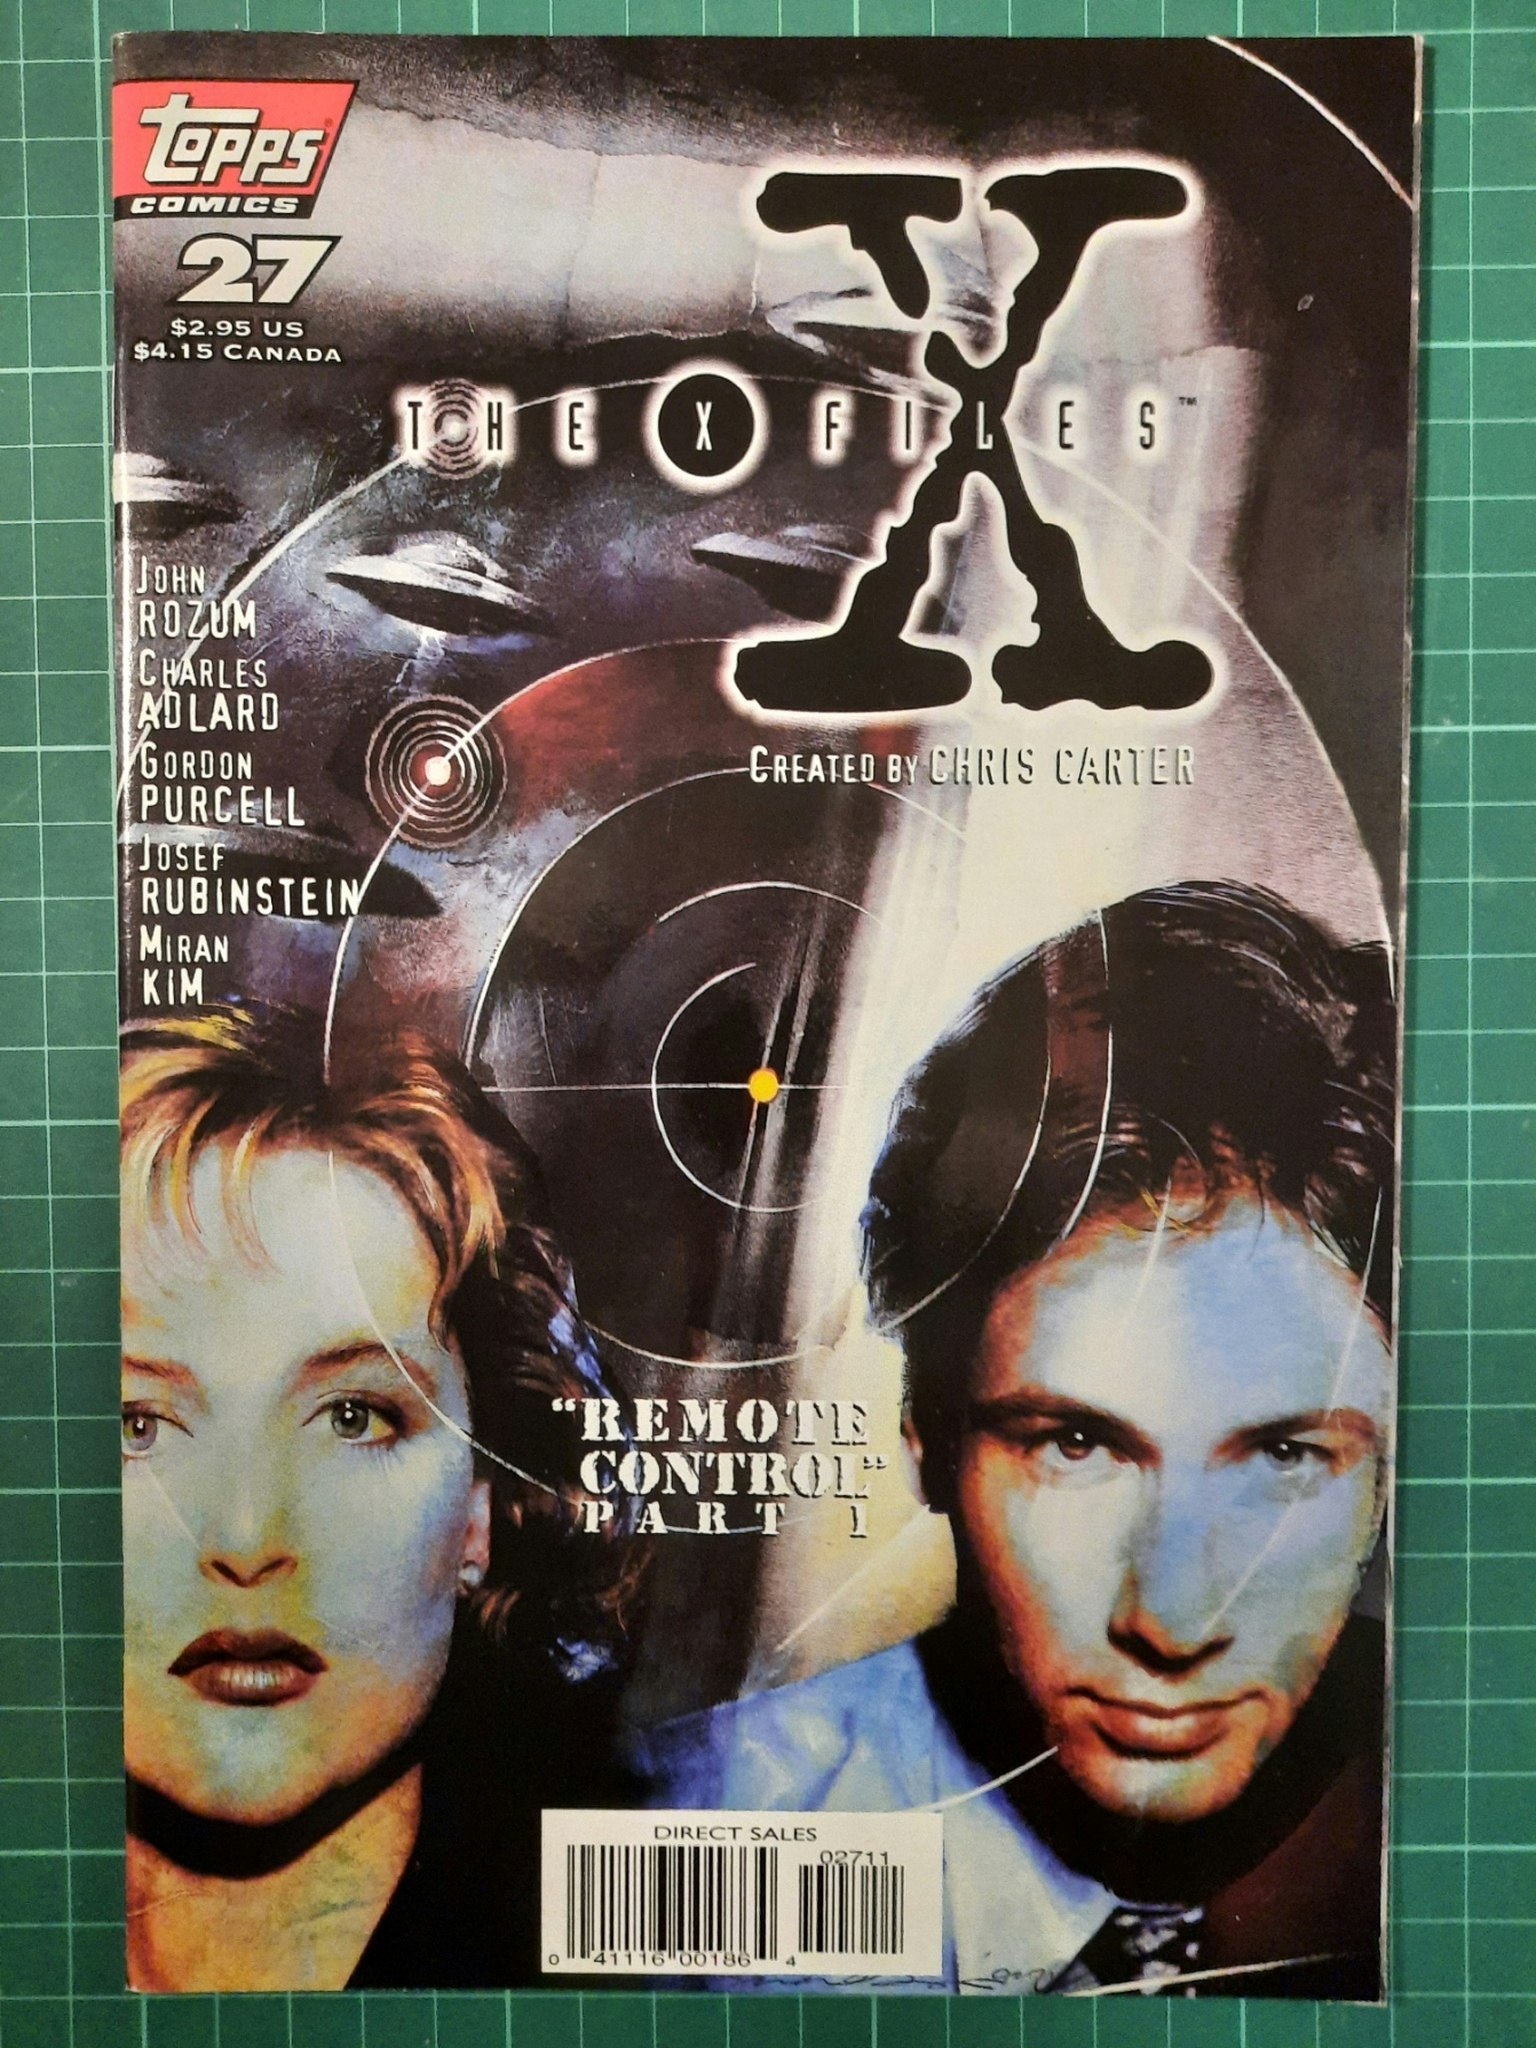 Topps
COMICS
27
$2.95 US
$4.15 CANADA
X
THE X FILES™
JOHN
ROZUM
CHARLES
ADLARD
GORDON
PURCELL
JOSEF
RUBINSTEIN
MIRAN
KIM
CREATED BY CHRIS CARTER
"REMOTE
CONTROL"
PART 1
DIRECT SALES
02711
0 41116 00186 4